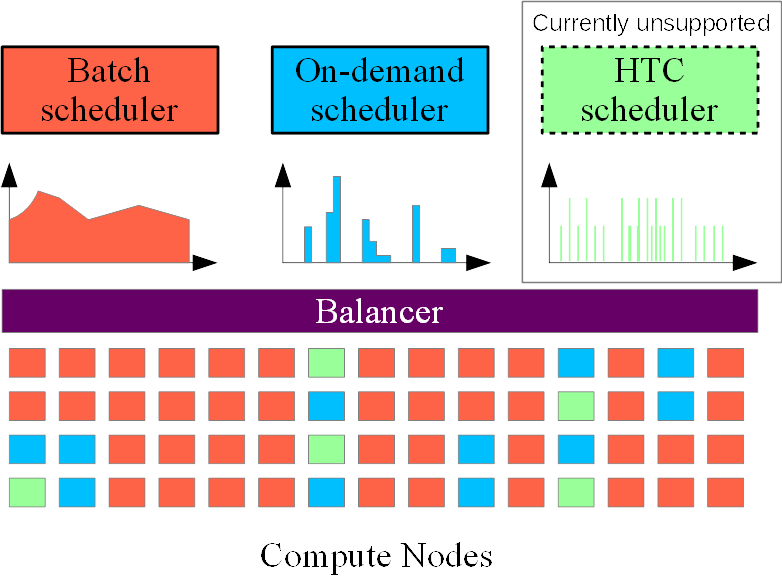 Currently unsupported
Batch
scheduler
On-demand
scheduler
HTC
scheduler
Balancer
Compute Nodes